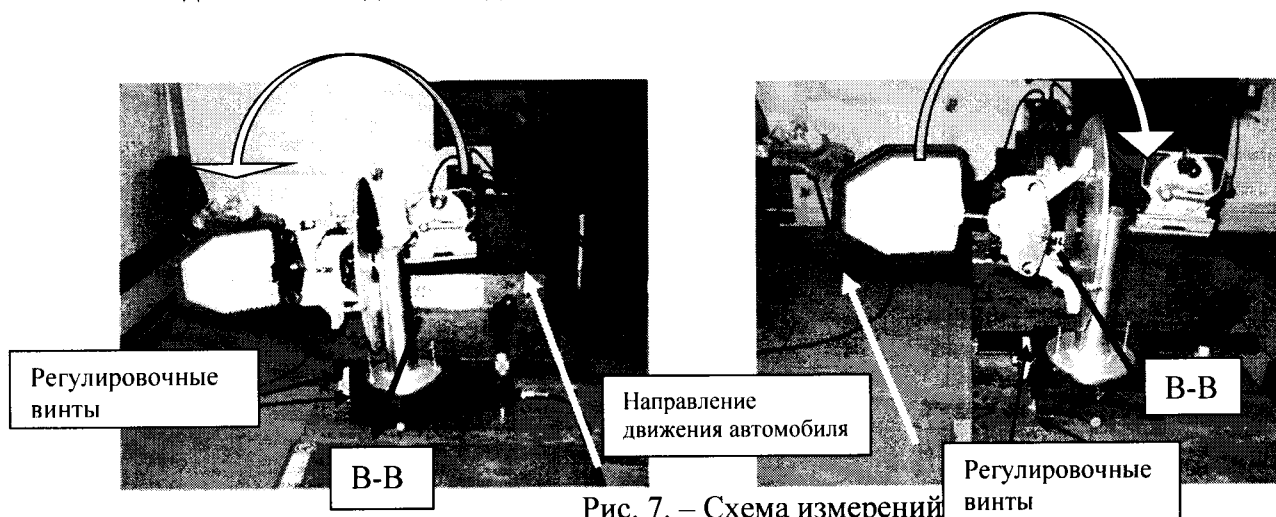 Регулировочные
винты
В-В
Направление
движения автомобиля
В-В
Регулировочные
винты
Рис. 7. – Схема измерений